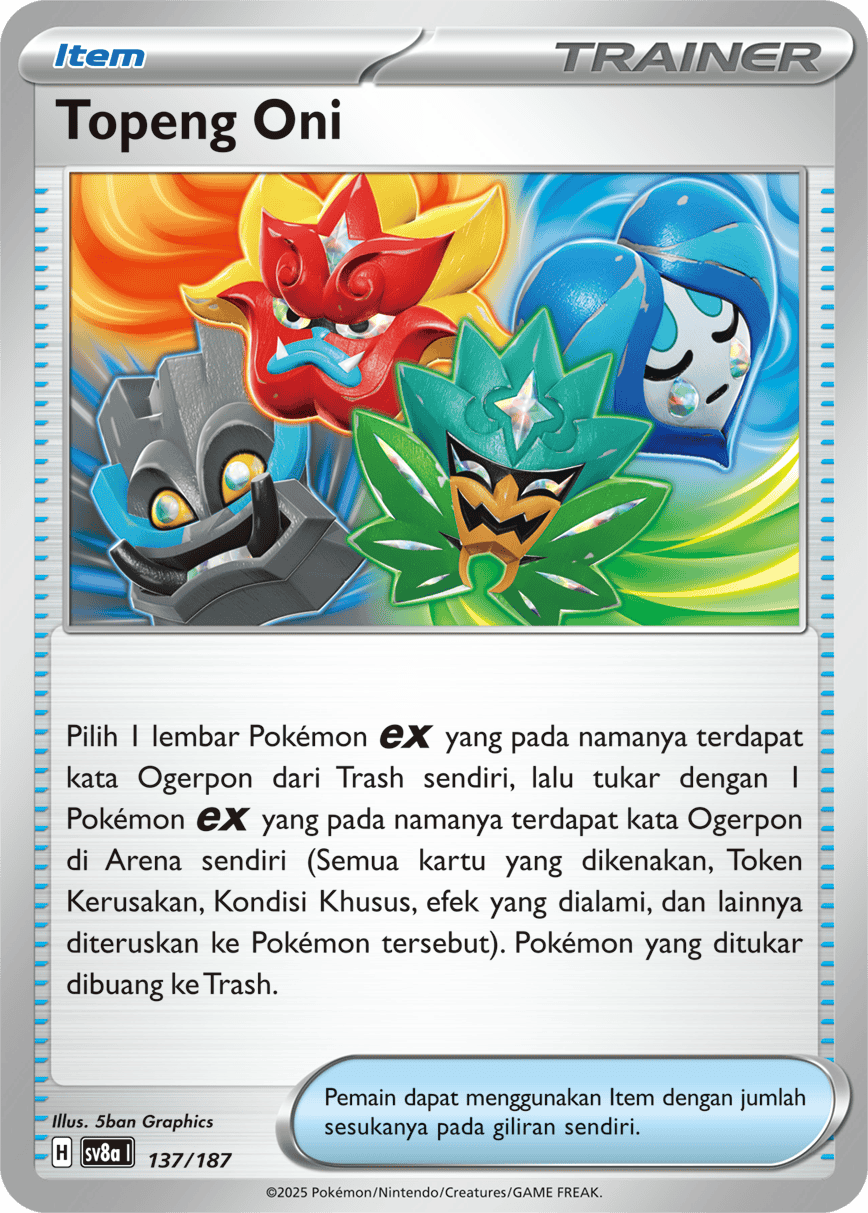 Item
TRAINER
Topeng Oni
Pilih 1 lembar Pokémon ex yang pada namanya terdapat
kata Ogerpon dari Trash sendiri, lalu tukar dengan 1
Pokémon ex yang pada namanya terdapat kata Ogerpon
di Arena sendiri (Semua kartu yang dikenakan, Token
Kerusakan, Kondisi Khusus, efek yang dialami, dan lainnya
diteruskan ke Pokémon tersebut). Pokémon yang ditukar
dibuang ke Trash.
Pemain dapat menggunakan Item dengan jumlah
sesukanya pada giliran sendiri.
Illus. 5ban Graphics
H sv8a I 137/187
©2025 Pokémon/Nintendo/Creatures/GAME FREAK.